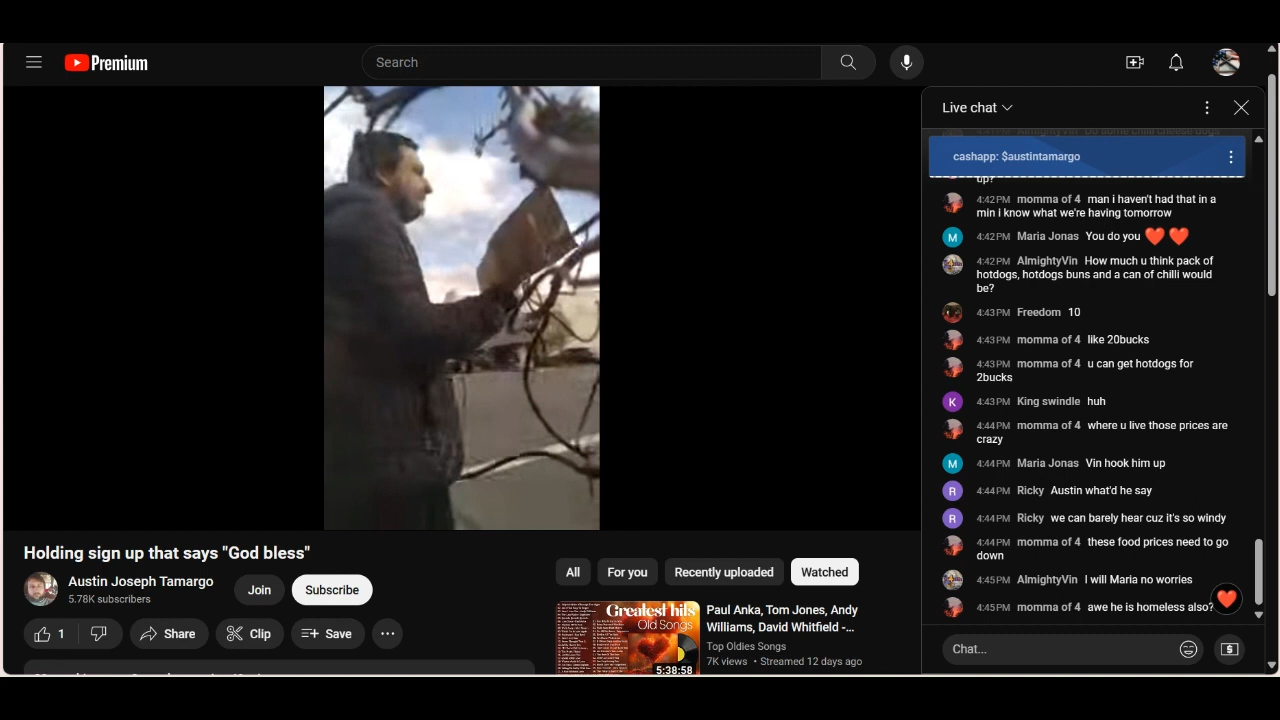 Premium
Search
Live chat
AlmightyVin Do some chili cheese dogs
cashapp: $austintamargo
up?
4:42 PM momma of 4 man i haven't had that in a
min i know what we're having tomorrow
M 4:42 PM Maria Jonas You do you ❤️ ❤️
4:42 PM AlmightyVin How much u think pack of
hotdogs, hotdogs buns and a can of chilli would
be?
4:43 PM Freedom 10
4:43 PM momma of 4 like 20bucks
4:43 PM momma of 4 u can get hotdogs for
2bucks
K 4:43 PM King swindle huh
4:44 PM momma of 4 where u live those prices are
crazy
M 4:44 PM Maria Jonas Vin hook him up
R 4:44 PM Ricky Austin what'd he say
R 4:44 PM Ricky we can barely hear cuz it's so windy
4:44 PM momma of 4 these food prices need to go
down
4:45 PM AlmightyVin I will Maria no worries
4:45 PM momma of 4 awe he is homeless also?
Chat...
Holding sign up that says "God bless"
Austin Joseph Tamargo
5.78K subscribers
Join
Subscribe
1
Share
Clip
Save
All
For you
Recently uploaded
Watched
Greatest hits
Old Songs
5:38:58
Paul Anka, Tom Jones, Andy
Williams, David Whitfield -...
Top Oldies Songs
7K views • Streamed 12 days ago